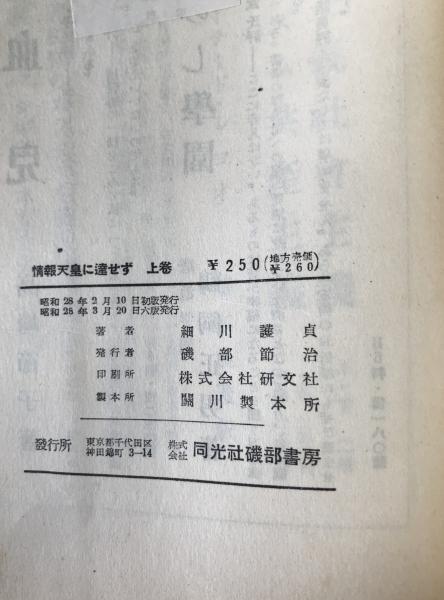 情報天皇に達せず　上巻　￥250（地方売価￥260）
昭和28年2月10日初版発行
昭和28年3月20日六版発行
著者　細川護貞
発行者　磯部節治
印刷所　株式会社研文社
製本所　關川製本所
發行所　東京都千代田区神田錦町3―14　株式会社　同光社磯部書房